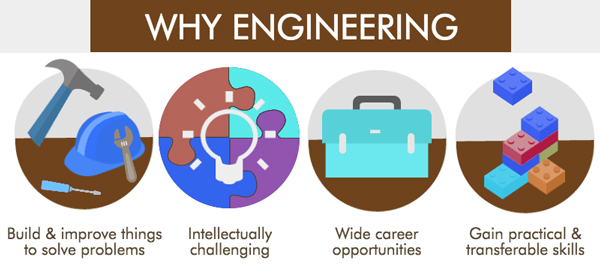 WHY ENGINEERING
Build & improve things
to solve problems
Intellectually
challenging
Wide career
opportunities
Gain practical &
transferable skills